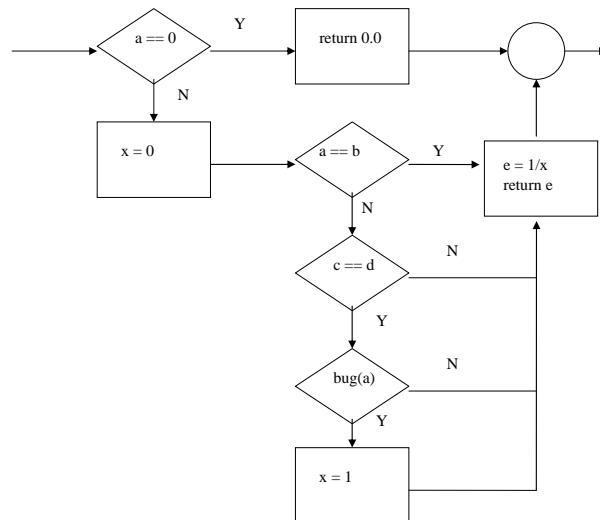 a == 0
Y
return 0.0
N
x = 0
a == b
Y
e = 1/x
return e
N
c == d
N
Y
bug(a)
N
Y
x = 1